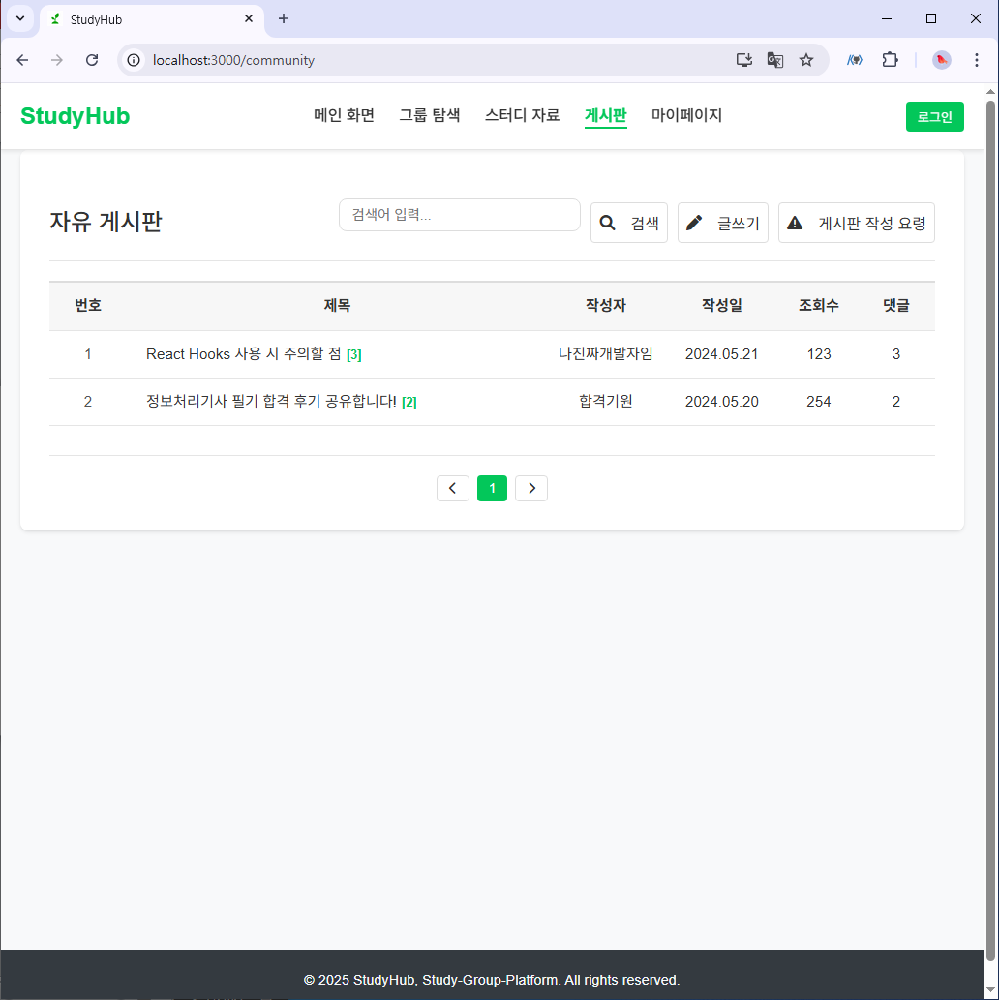 StudyHub
localhost:3000/community
StudyHub 메인 화면 그룹 탐색 스터디 자료 게시판 마이페이지 로그인
자유 게시판 검색어 입력... 검색 글쓰기 게시판 작성 요령
번호 제목 작성자 작성일 조회수 댓글
1 React Hooks 사용 시 주의할 점 [3] 나진짜개발자임 2024.05.21 123 3
2 정보처리기사 필기 합격 후기 공유합니다! [2] 합격기원 2024.05.20 254 2
1
© 2025 StudyHub, Study-Group-Platform. All rights reserved.